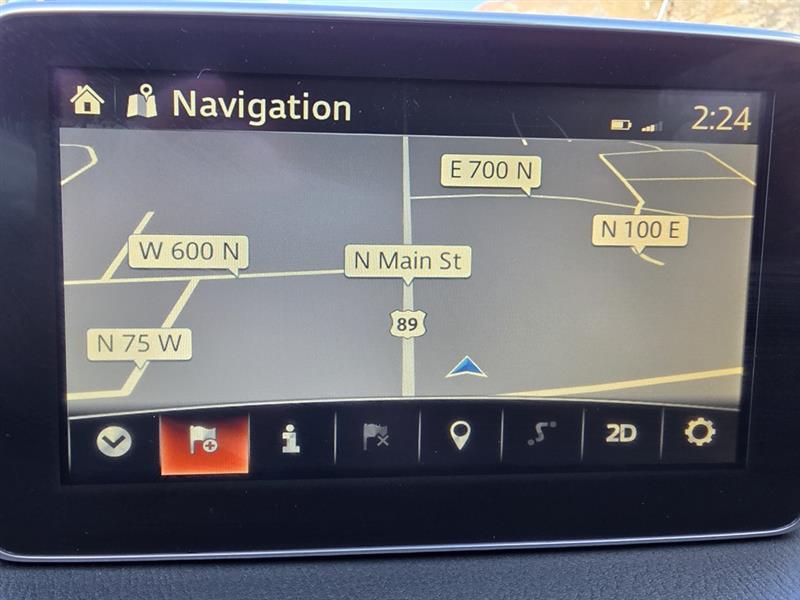 Navigation
2:24
E 700 N
N 100 E
W 600 N
N Main St
89
N 75 W
2D